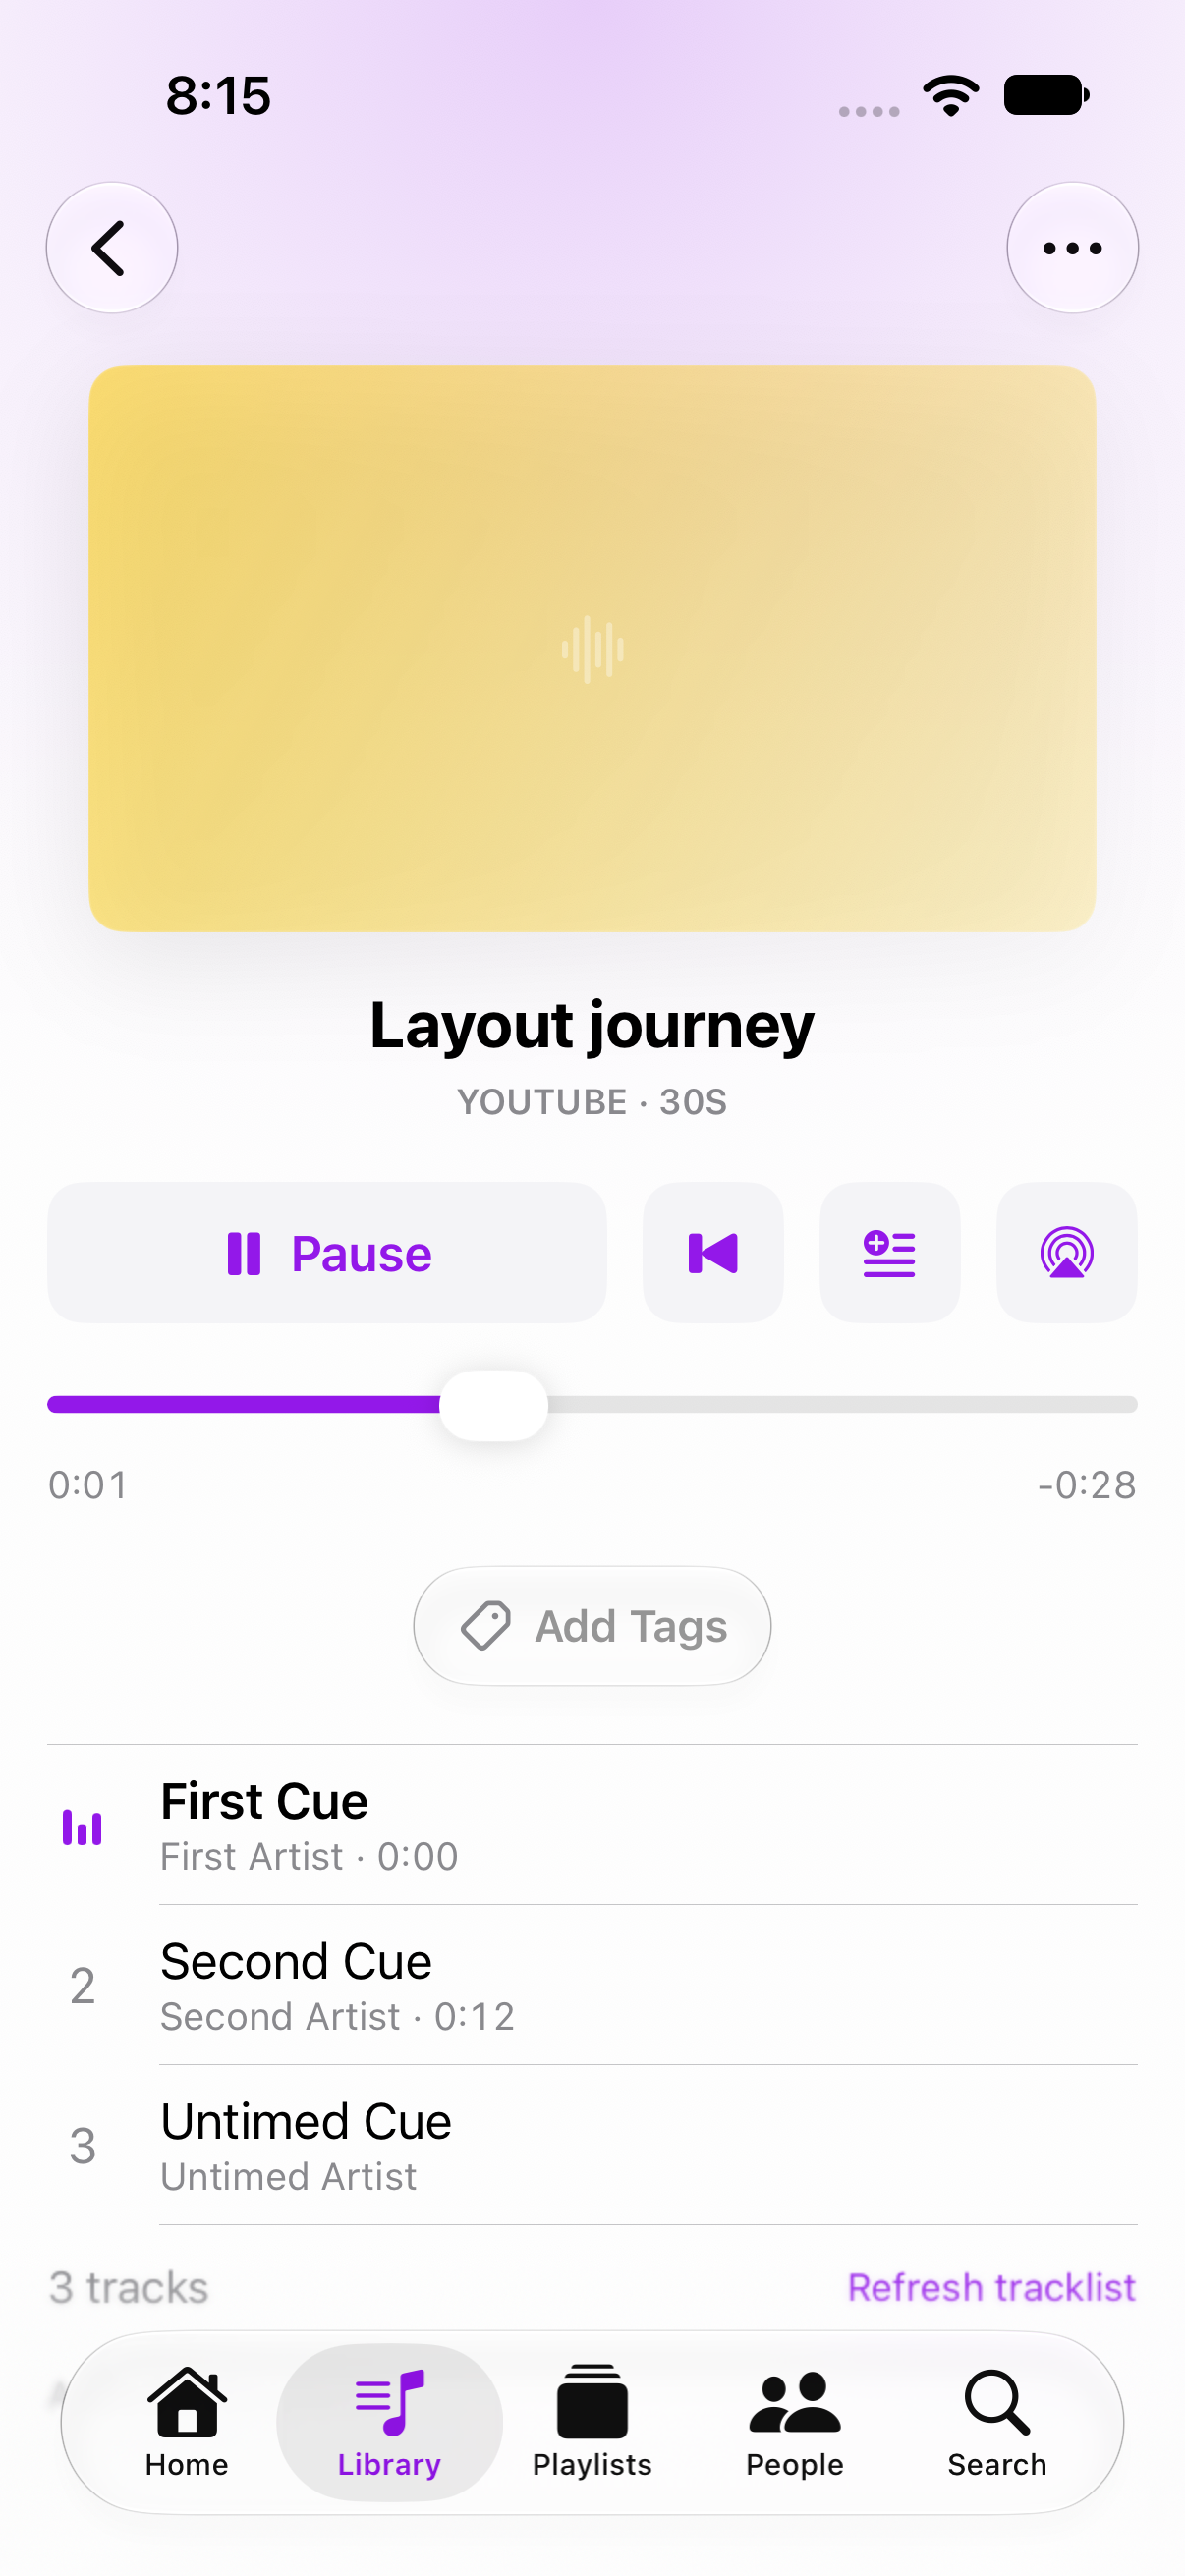 8:15
Layout journey
YOUTUBE · 30S
Pause
0:01
-0:28
Add Tags
First Cue
First Artist · 0:00
2
Second Cue
Second Artist · 0:12
3
Untimed Cue
Untimed Artist
3 tracks
Refresh tracklist
Home
Library
Playlists
People
Search